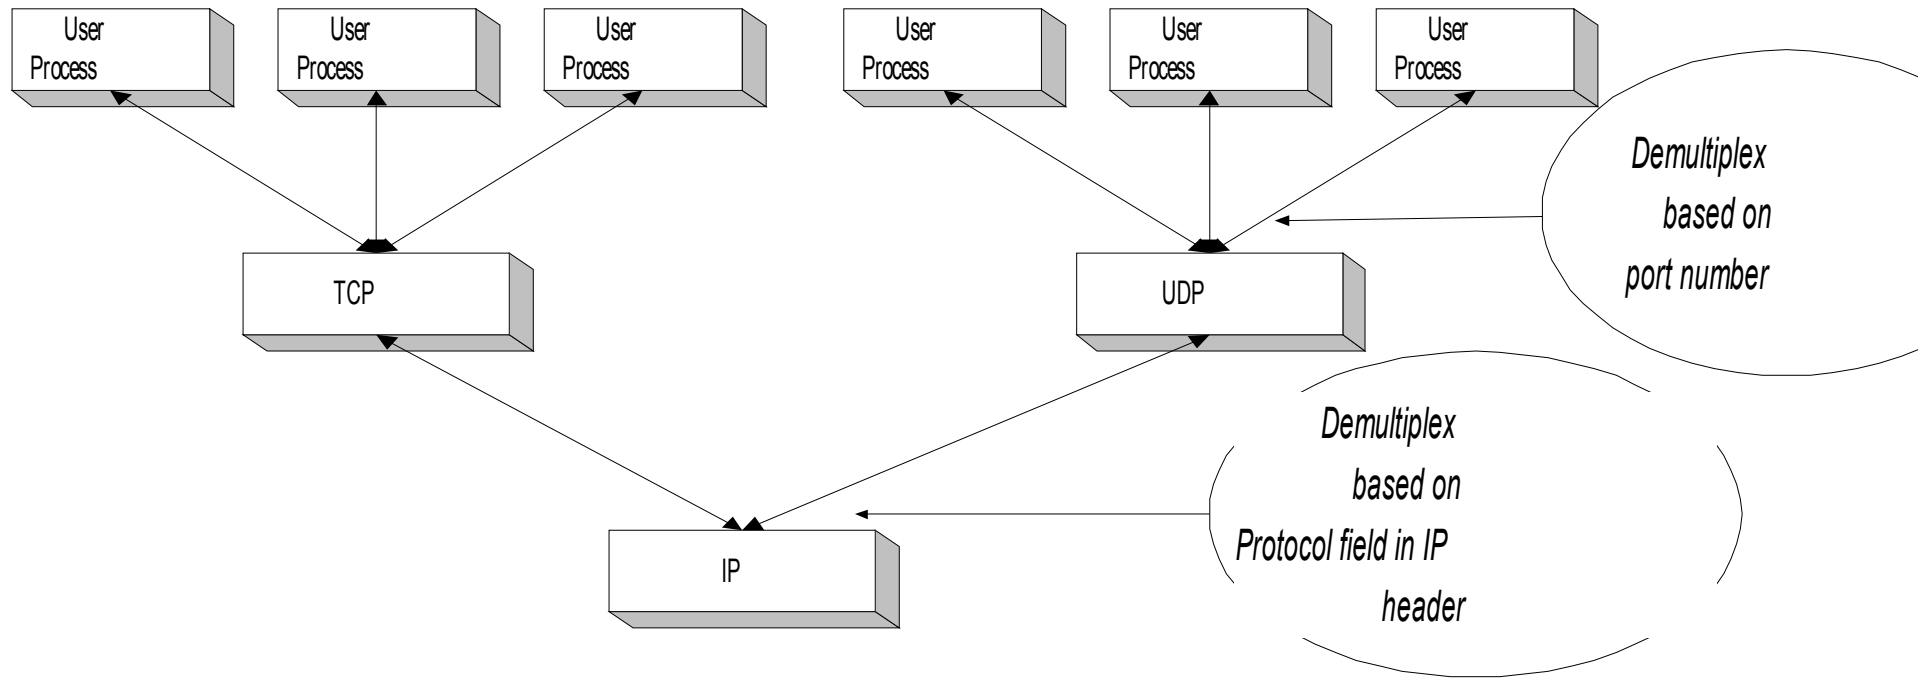 User
Process
User
Process
User
Process
User
Process
User
Process
User
Process
Demultiplex
based on
port number
TCP
UDP
Demultiplex
based on
Protocol field in IP
header
IP